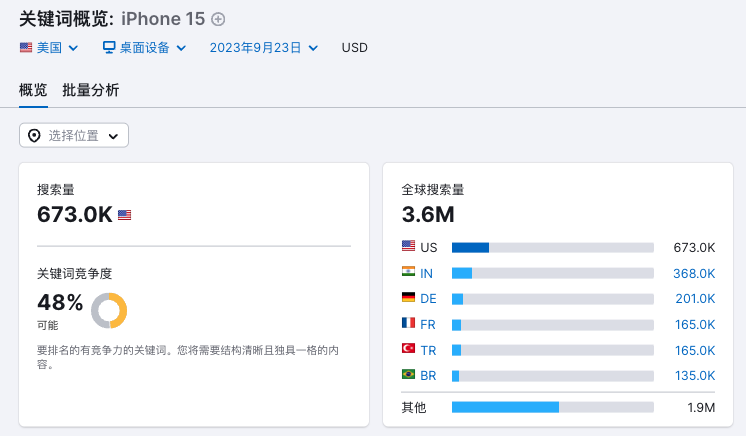 关键词概览: iPhone 15
美国 桌面设备 2023年9月23日 USD
概览 批量分析
选择位置
搜索量
673.0K
关键词竞争度
48%
可能
要排名的有竞争力的关键词。您将需要结构清晰且独具一格的内
容。
全球搜索量
3.6M
US 673.0K
IN 368.0K
DE 201.0K
FR 165.0K
TR 165.0K
BR 135.0K
其他 1.9M